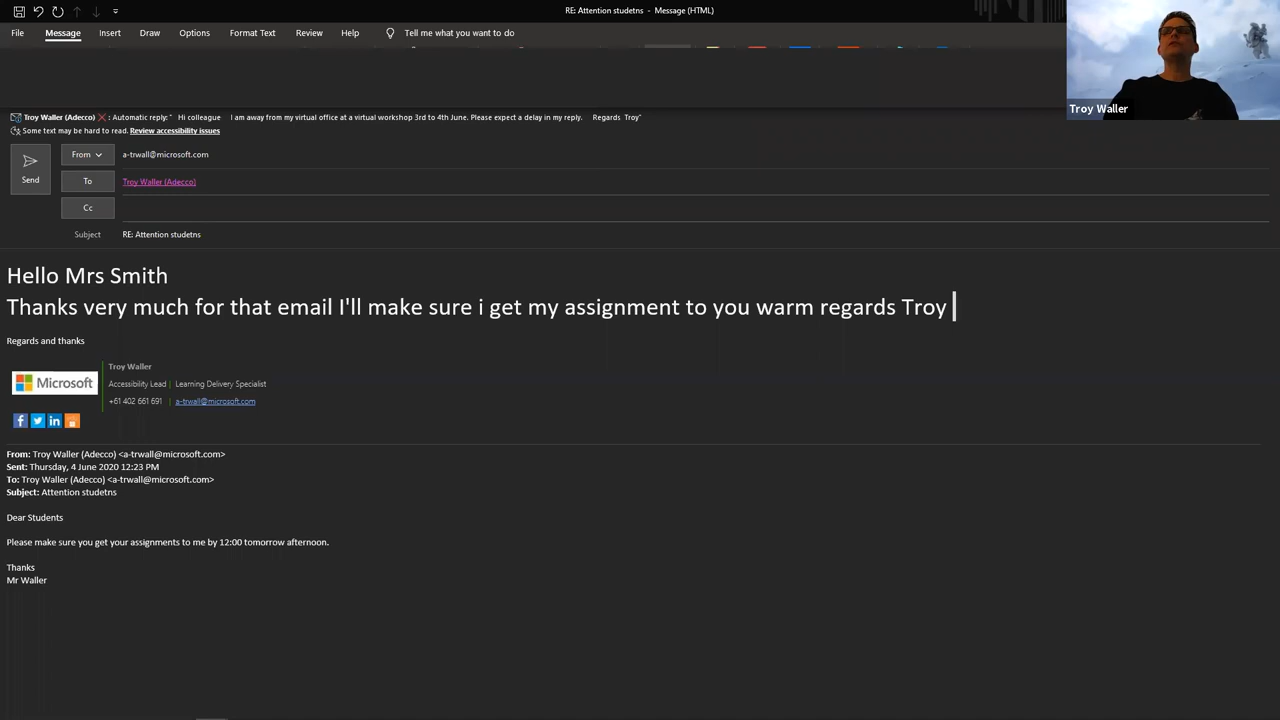 RE: Attention studetns - Message (HTML)
File Message Insert Draw Options Format Text Review Help Tell me what you want to do
Troy Waller
Troy Waller (Adecco) : Automatic reply: " Hi colleague I am away from my virtual office at a virtual workshop 3rd to 4th June. Please expect a delay in my reply. Regards Troy"
Some text may be hard to read. Review accessibility issues
Send
From a-trwall@microsoft.com
To Troy Waller (Adecco)
Cc
Subject RE: Attention studetns
Hello Mrs Smith
Thanks very much for that email I'll make sure i get my assignment to you warm regards Troy
Regards and thanks
Microsoft
Troy Waller
Accessibility Lead | Learning Delivery Specialist
+61 402 661 691 | a-trwall@microsoft.com
From: Troy Waller (Adecco) <a-trwall@microsoft.com>
Sent: Thursday, 4 June 2020 12:23 PM
To: Troy Waller (Adecco) <a-trwall@microsoft.com>
Subject: Attention studetns
Dear Students
Please make sure you get your assignments to me by 12:00 tomorrow afternoon.
Thanks
Mr Waller